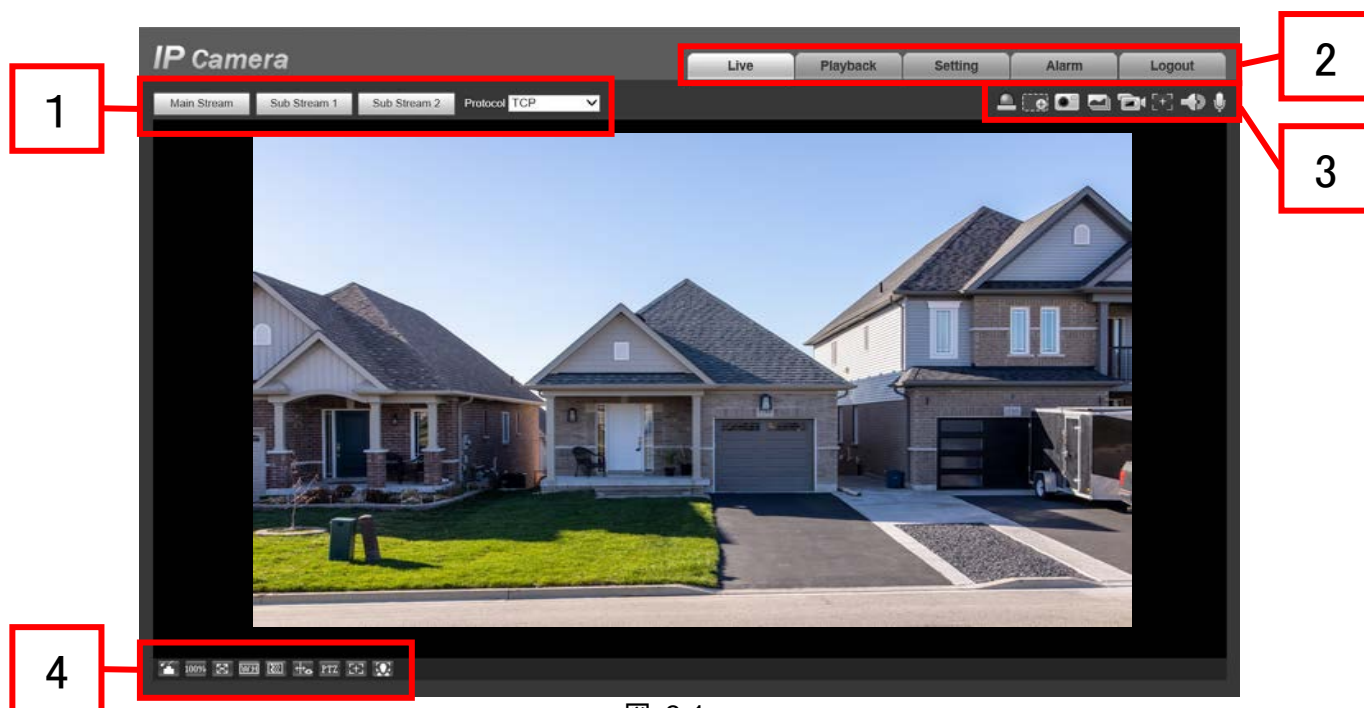 IP Camera
Live Playback Setting Alarm Logout
2
1
Main Stream Sub Stream 1 Sub Stream 2 Protocol TCP
3
4
100% W:H PTZ